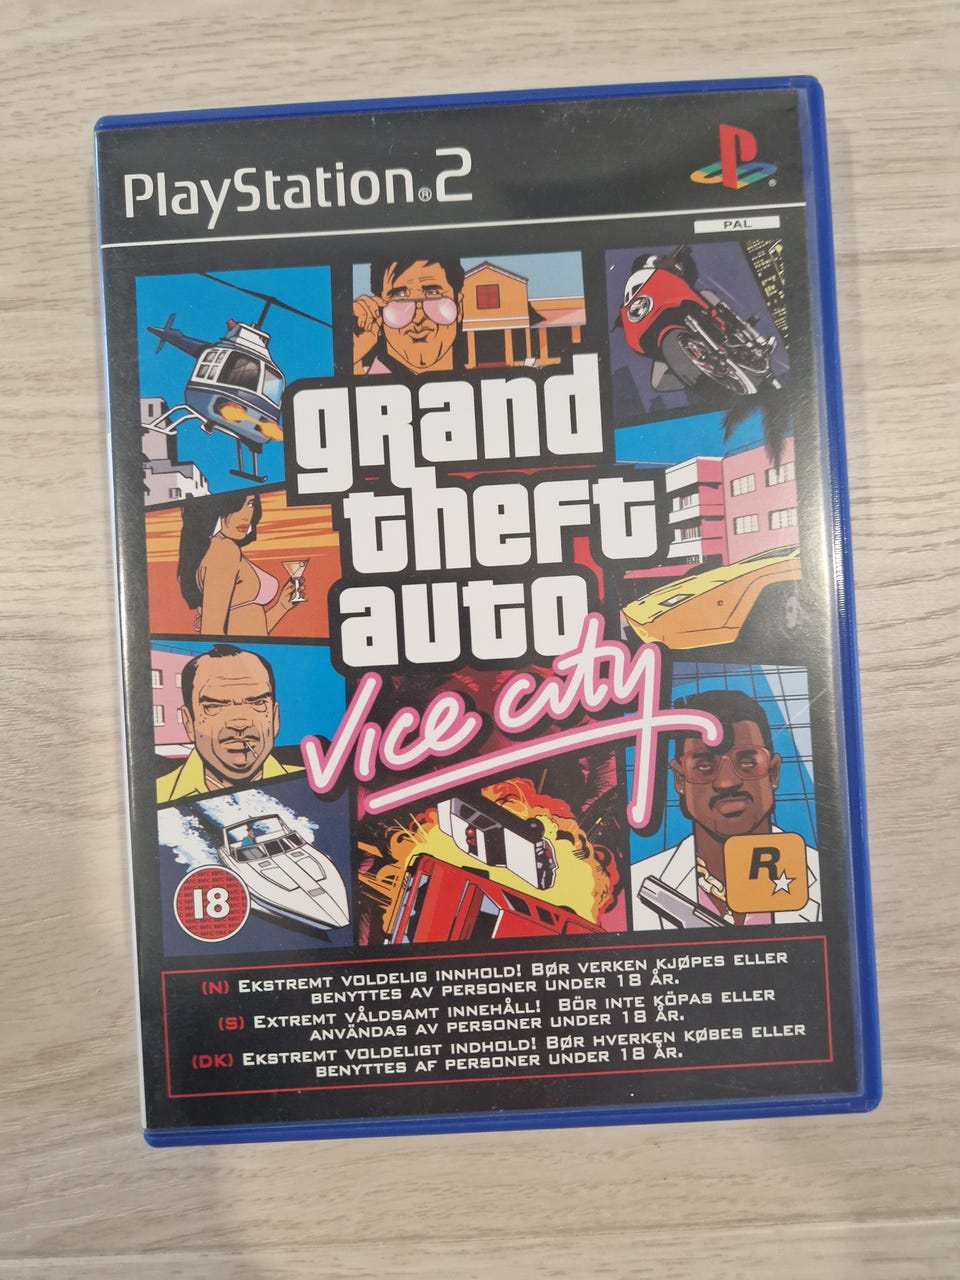 PlayStation®2
PAL
grand
theft
auto
Vice City
R
18
(N) EKSTREMT VOLDELIG INNHOLD! BØR VERKEN KJØPES ELLER
BENYTTES AV PERSONER UNDER 18 ÅR.
(S) EXTREMT VÅLDSAMT INNEHÅLL! BÖR INTE KÖPAS ELLER
ANVÄNDAS AV PERSONER UNDER 18 ÅR.
(DK) EKSTREMT VOLDELIGT INDHOLD! BØR HVERKEN KØBES ELLER
BENYTTES AF PERSONER UNDER 18 ÅR.